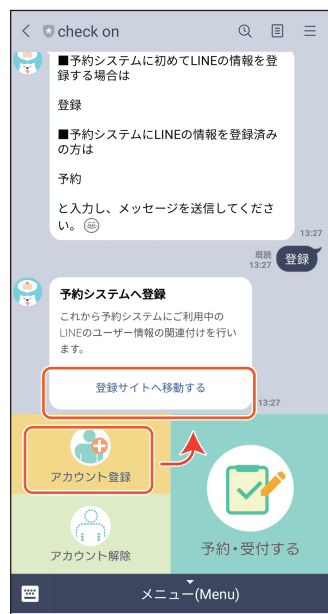 check on
■予約システムに初めてLINEの情報を登
録する場合は
登録
■予約システムにLINEの情報を登録済み
の方は
予約
と入力し、メッセージを送信してくださ
い。
13:27
既読
13:27
登録
予約システムへ登録
これから予約システムにご利用中の
LINEのユーザー情報の関連付けを行い
ます。
登録サイトへ移動する
13:27
アカウント登録
アカウント解除
予約・受付する
メニュー(Menu)